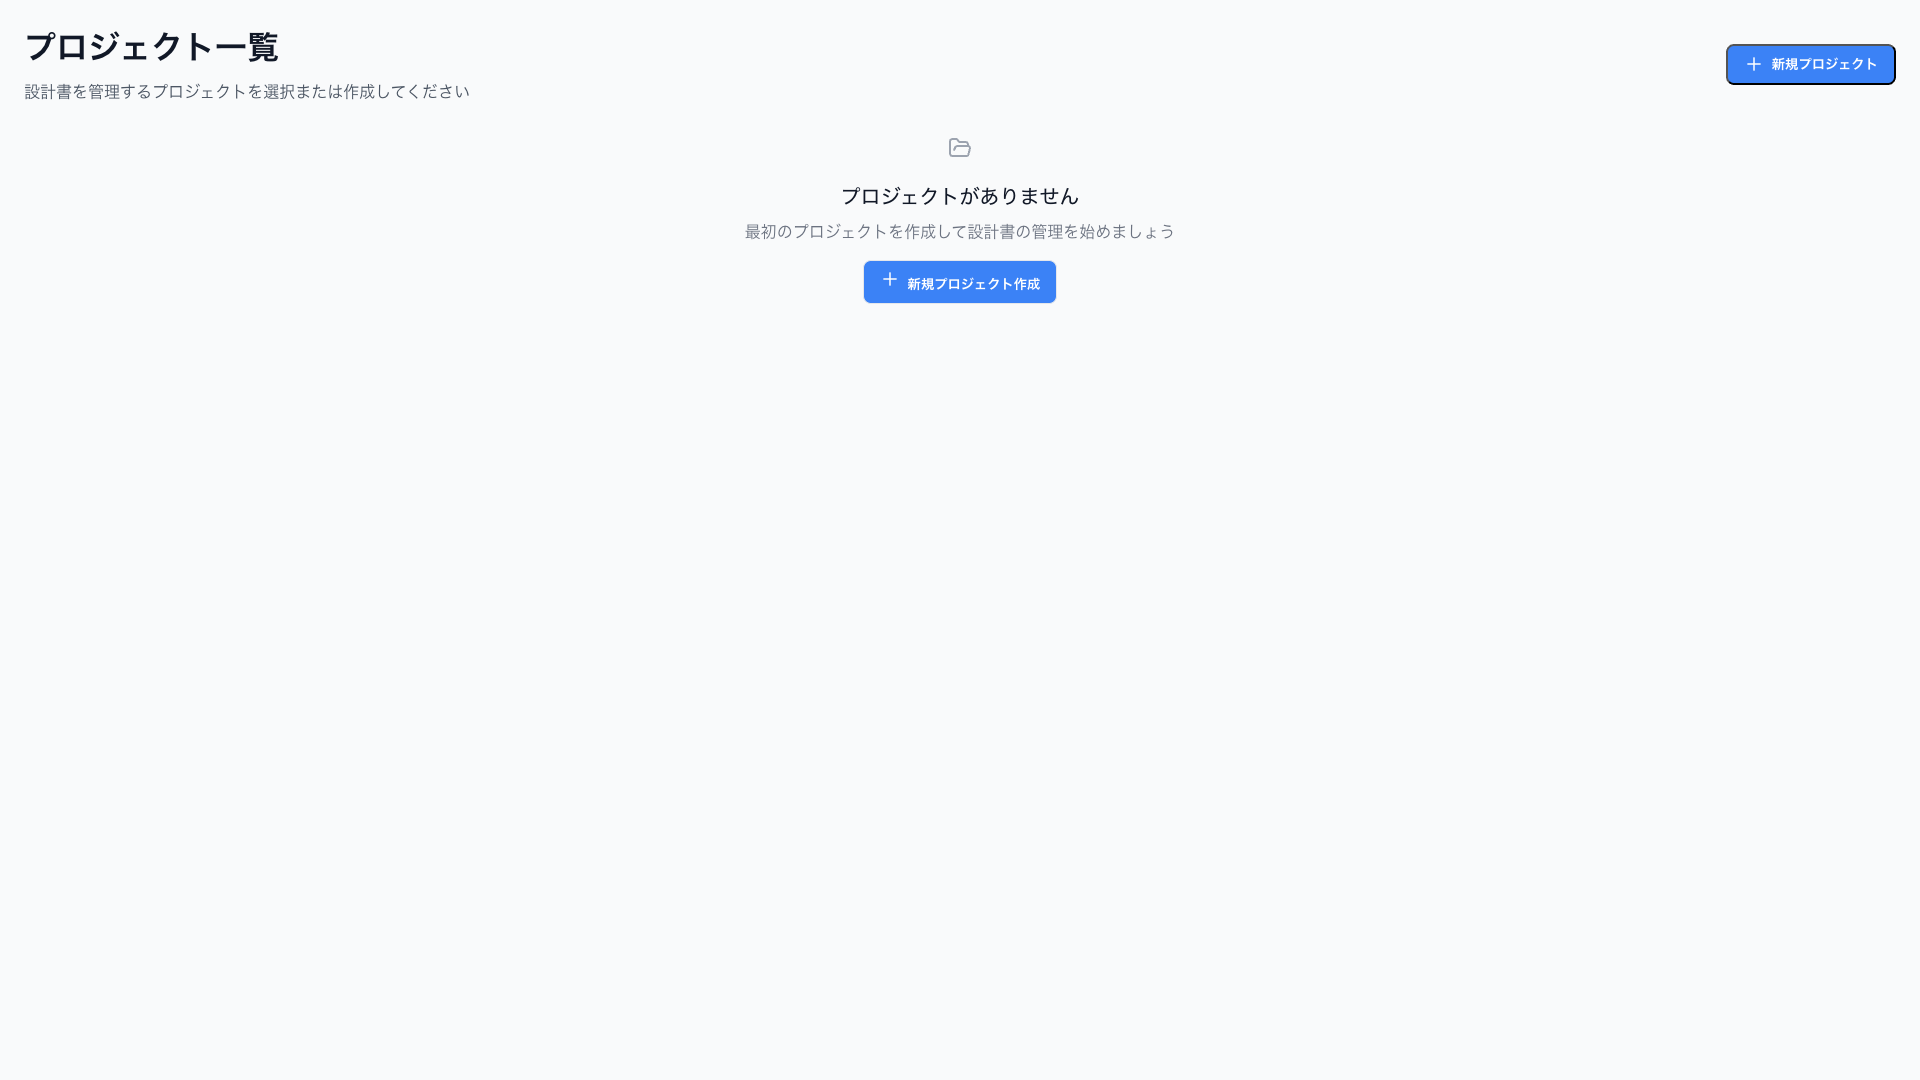 プロジェクト一覧
設計書を管理するプロジェクトを選択または作成してください
新規プロジェクト
プロジェクトがありません
最初のプロジェクトを作成して設計書の管理を始めましょう
新規プロジェクト作成